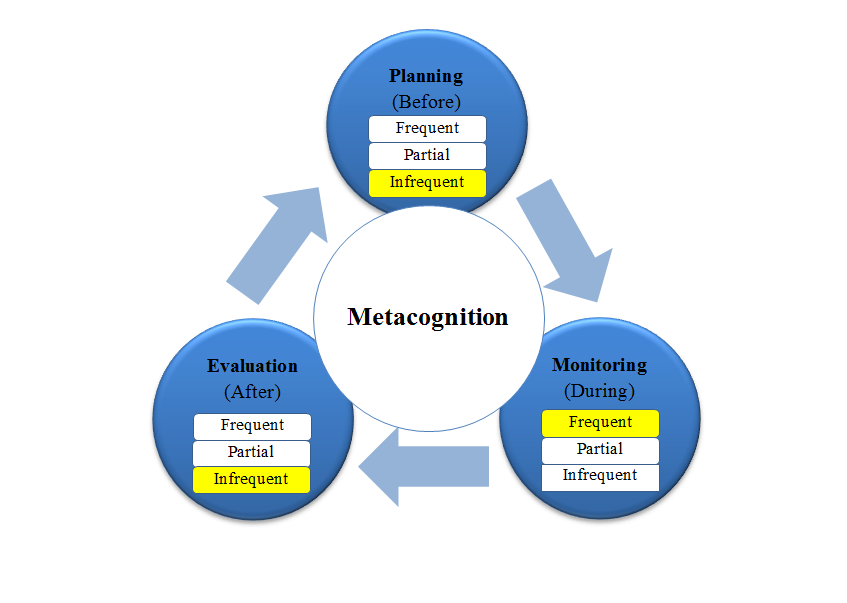 Planning
(Before)
Frequent
Partial
Infrequent
Metacognition
Evaluation
(After)
Frequent
Partial
Infrequent
Monitoring
(During)
Frequent
Partial
Infrequent